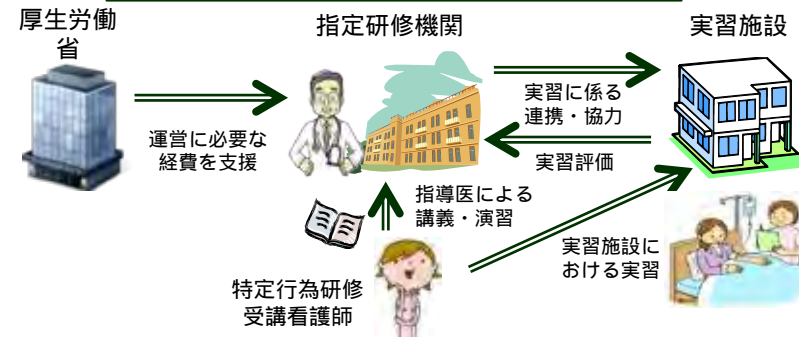 厚生労働
省
指定研修機関
実習施設
運営に必要な
経費を支援
実習に係る
連携・協力
実習評価
指導医による
講義・演習
実習施設に
おける実習
特定行為研修
受講看護師